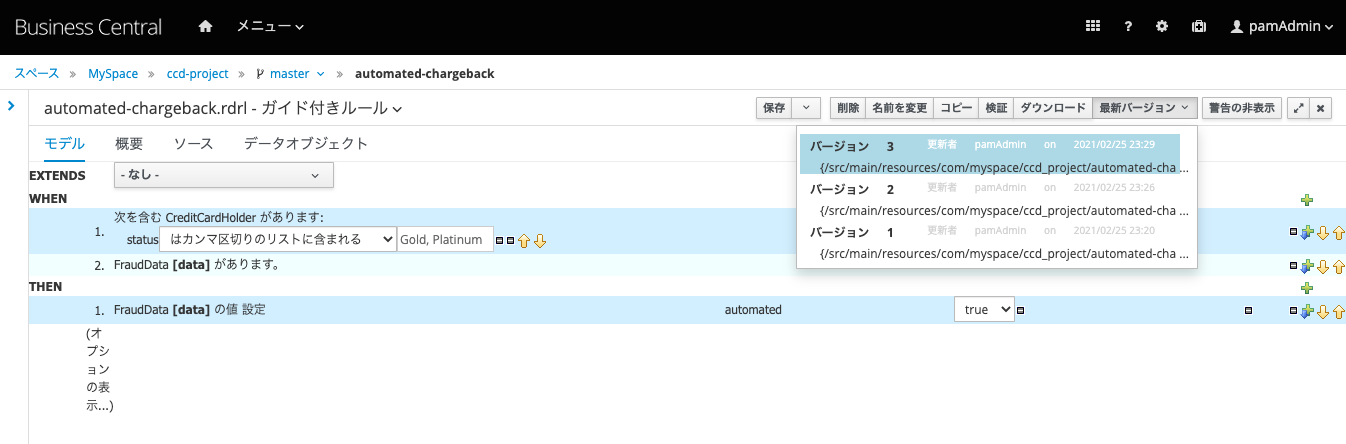 Business Central メニュー ? pamAdmin
スペース » MySpace » ccd-project » master » automated-chargeback
automated-chargeback.rdrl - ガイド付きルール
保存 削除 名前を変更 コピー 検証 ダウンロード 最新バージョン 警告の非表示
モデル 概要 ソース データオブジェクト
バージョン 3 更新者 pamAdmin on 2021/02/25 23:29
{/src/main/resources/com/myspace/ccd_project/automated-cha ...
バージョン 2 更新者 pamAdmin on 2021/02/25 23:26
{/src/main/resources/com/myspace/ccd_project/automated-cha ...
バージョン 1 更新者 pamAdmin on 2021/02/25 23:20
{/src/main/resources/com/myspace/ccd_project/automated-cha ...
EXTENDS - なし -
WHEN
1. 次を含む CreditCardHolder があります:
status はカンマ区切りのリストに含まれる Gold, Platinum
2. FraudData [data] があります。
THEN
1. FraudData [data] の値 設定 automated true
(オ
プシ
ョン
の表
示...)